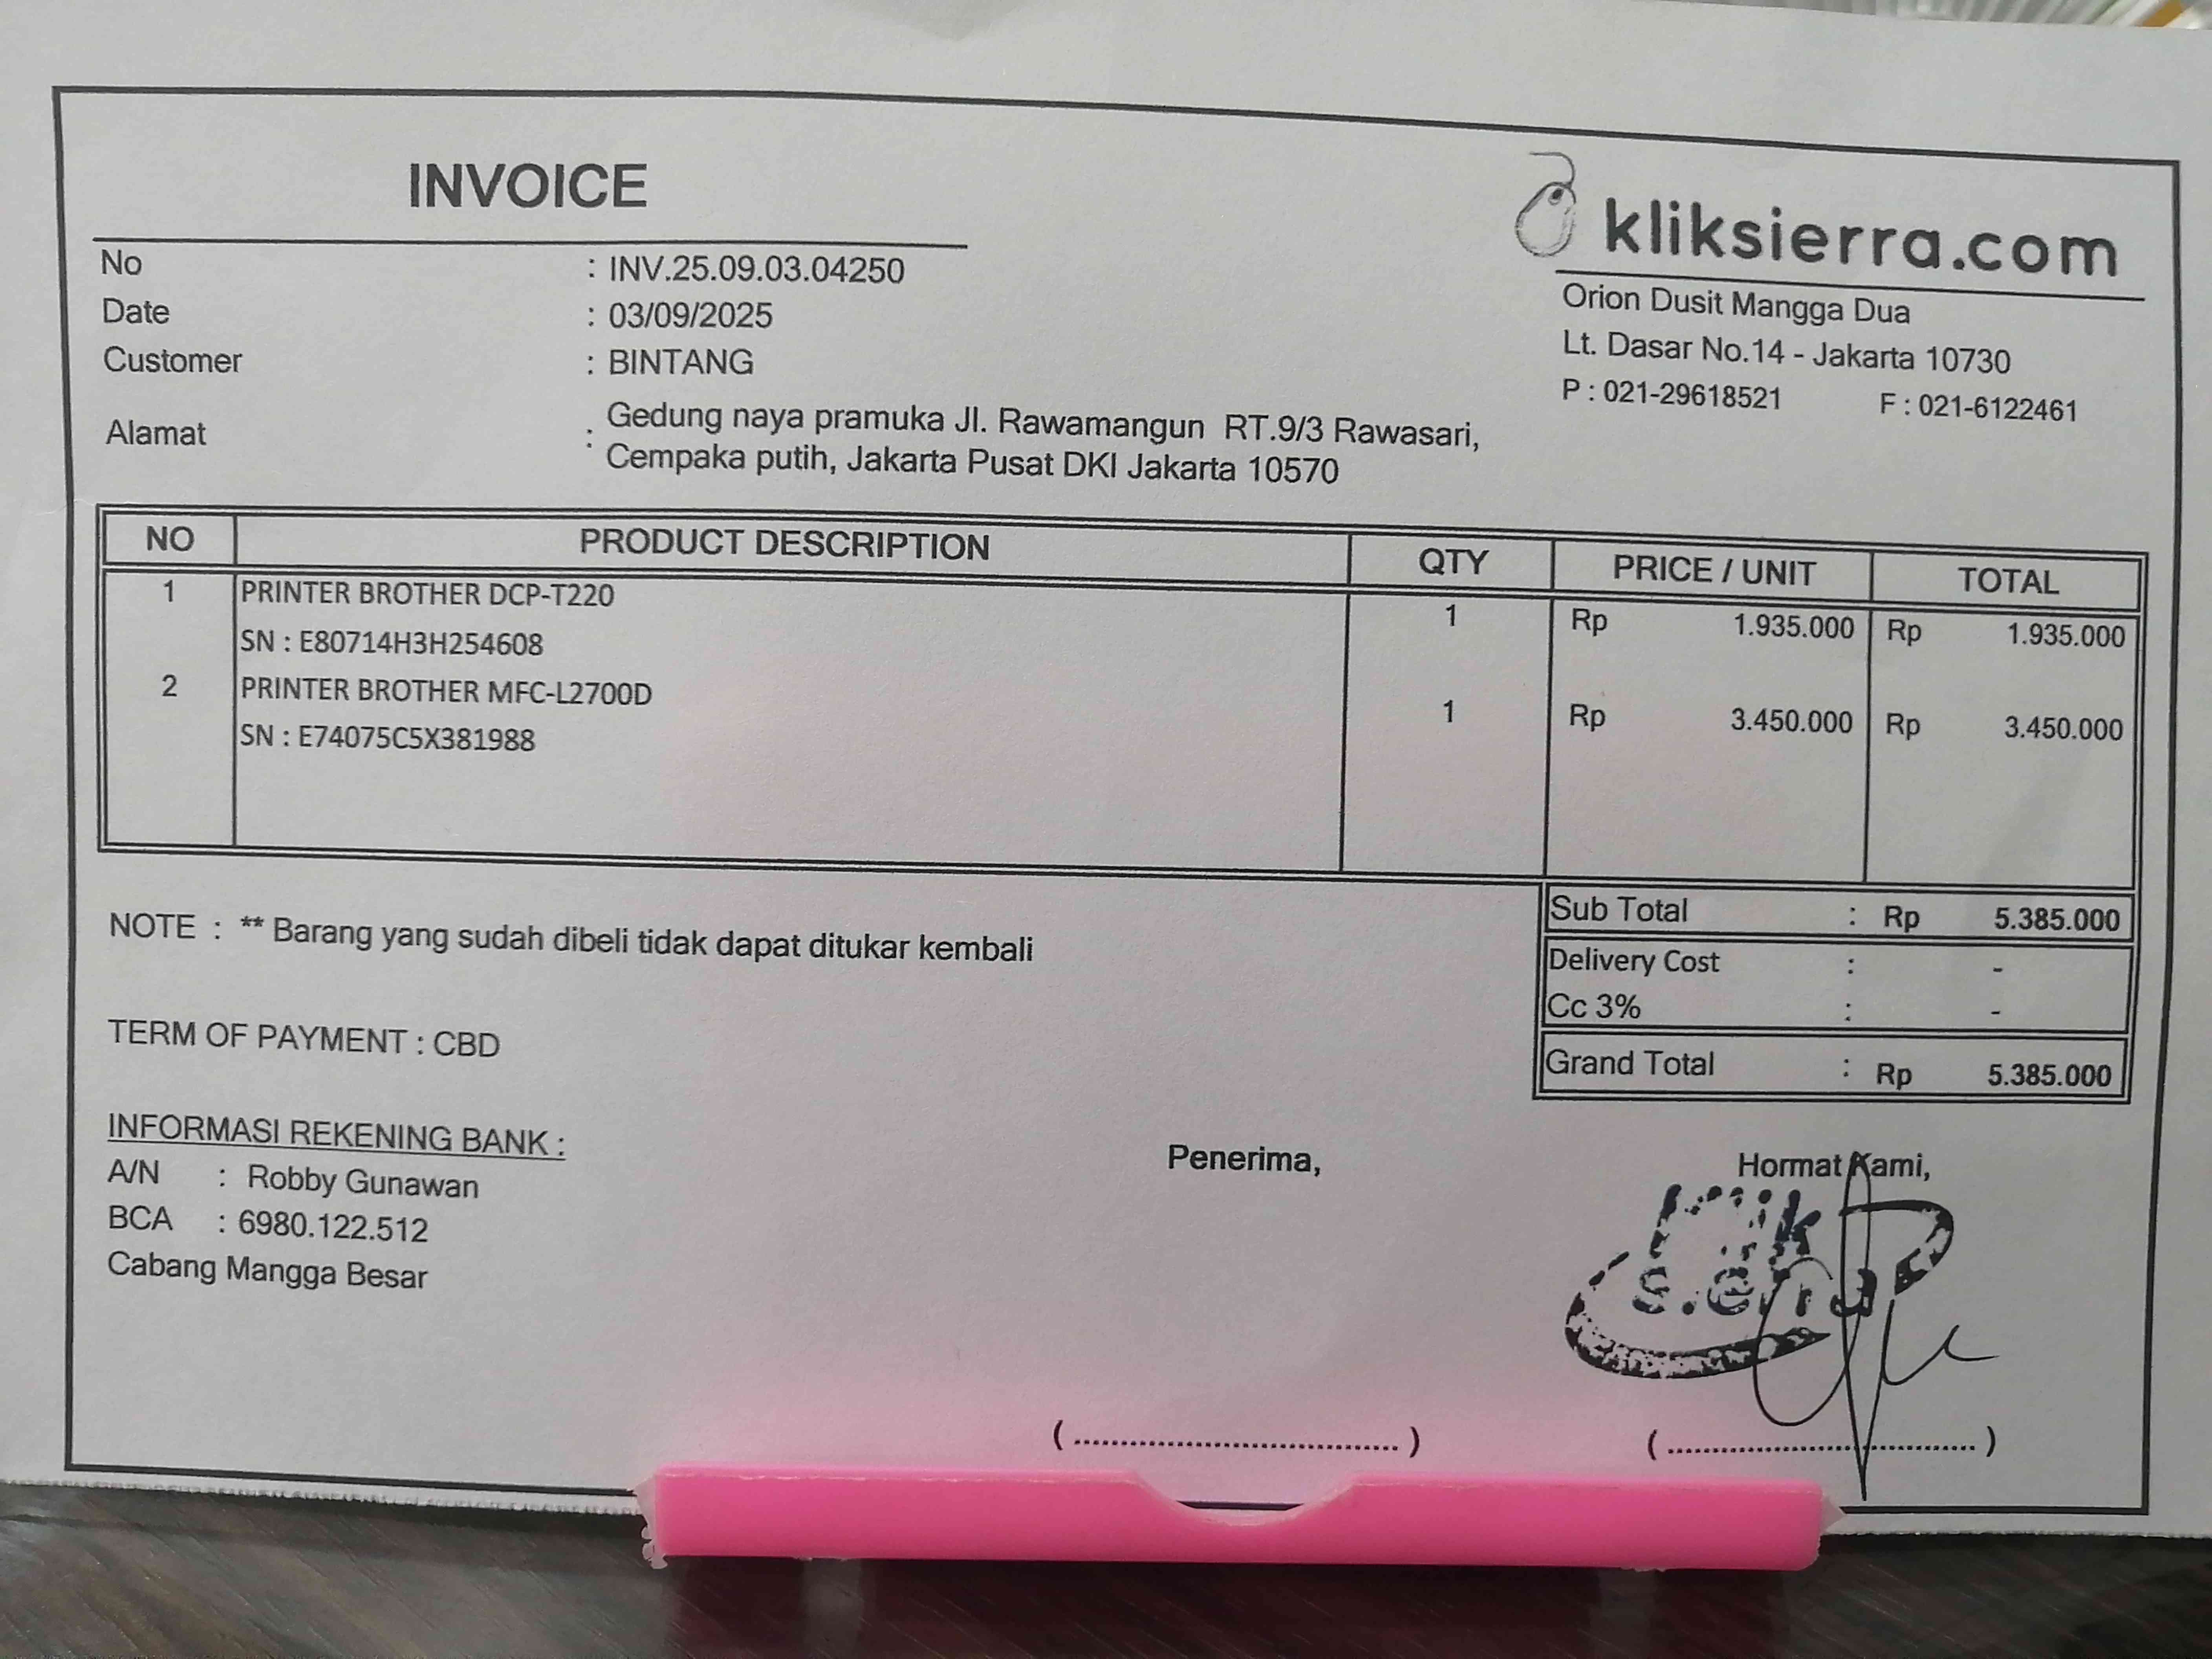 INVOICE
kliksierra.com
Orion Dusit Mangga Dua
Lt. Dasar No.14 - Jakarta 10730
P : 021-29618521 F : 021-6122461
No : INV.25.09.03.04250
Date : 03/09/2025
Customer : BINTANG
Alamat : Gedung naya pramuka Jl. Rawamangun RT.9/3 Rawasari,
Cempaka putih, Jakarta Pusat DKI Jakarta 10570
NO PRODUCT DESCRIPTION QTY PRICE / UNIT TOTAL
1 PRINTER BROTHER DCP-T220 1 Rp 1.935.000 Rp 1.935.000
SN : E80714H3H254608
2 PRINTER BROTHER MFC-L2700D 1 Rp 3.450.000 Rp 3.450.000
SN : E74075C5X381988
Sub Total : Rp 5.385.000
Delivery Cost : -
Cc 3% : -
Grand Total : Rp 5.385.000
NOTE : ** Barang yang sudah dibeli tidak dapat ditukar kembali
TERM OF PAYMENT : CBD
INFORMASI REKENING BANK :
A/N : Robby Gunawan
BCA : 6980.122.512
Cabang Mangga Besar
Penerima,
(....................................)
Hormat Kami,
klik
sierra
(....................................)